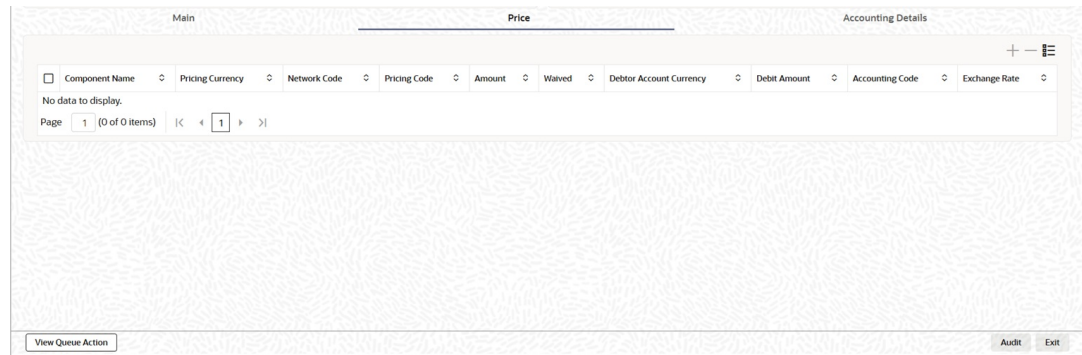 Main Price Accounting Details
Component Name Pricing Currency Network Code Pricing Code Amount Waived Debtor Account Currency Debit Amount Accounting Code Exchange Rate
No data to display.
Page 1 (0 of 0 items) 1
View Queue Action Audit Exit